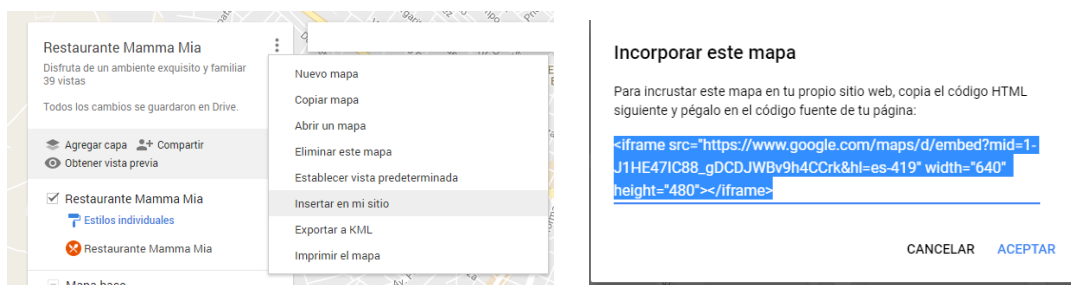 Restaurante Mamma Mia
Disfruta de un ambiente exquisito y familiar
39 vistas
Todos los cambios se guardaron en Drive.
Agregar capa Compartir
Obtener vista previa
Restaurante Mamma Mia
Estilos individuales
Restaurante Mamma Mia
Mapa base
Nuevo mapa
Copiar mapa
Abrir un mapa
Eliminar este mapa
Establecer vista predeterminada
Insertar en mi sitio
Exportar a KML
Imprimir el mapa
Incorporar este mapa
Para incrustar este mapa en tu propio sitio web, copia el código HTML
siguiente y pégalo en el código fuente de tu página:
<iframe src="https://www.google.com/maps/d/embed?mid=1-
J1HE47IC88_gDCDJWBv9h4CCrk&hl=es-419" width="640"
height="480"></iframe>
CANCELAR ACEPTAR